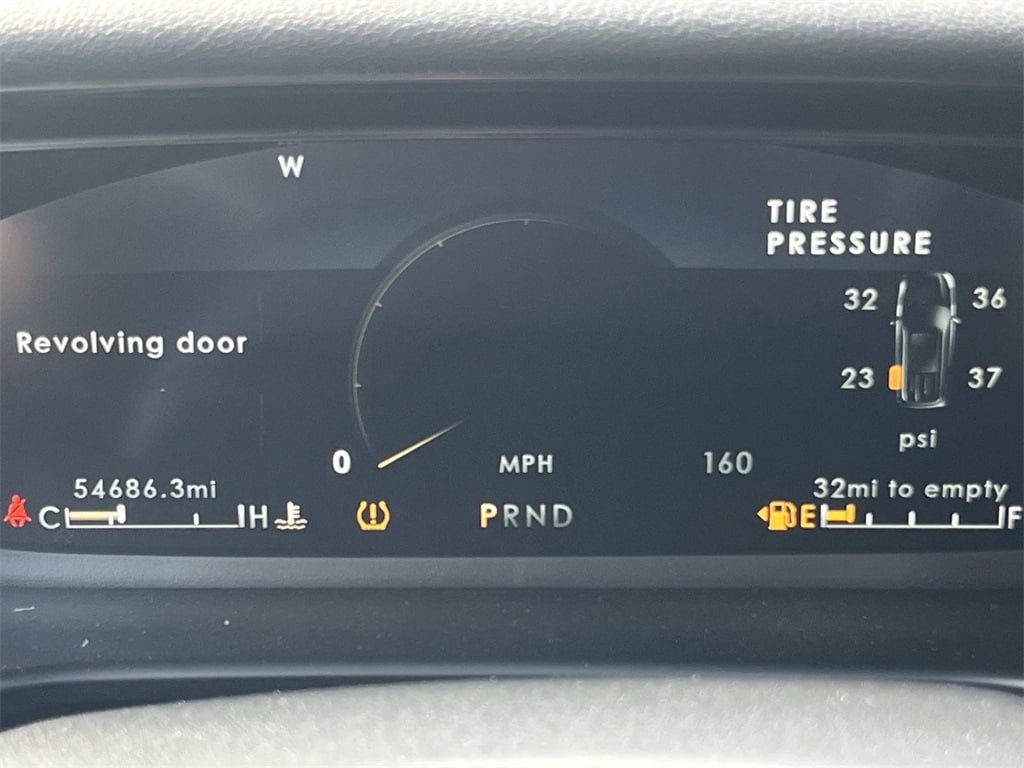 W
TIRE
PRESSURE
32 36
Revolving door
23 37
psi
0 MPH 160
54686.3mi 32mi to empty
C H PRND E F